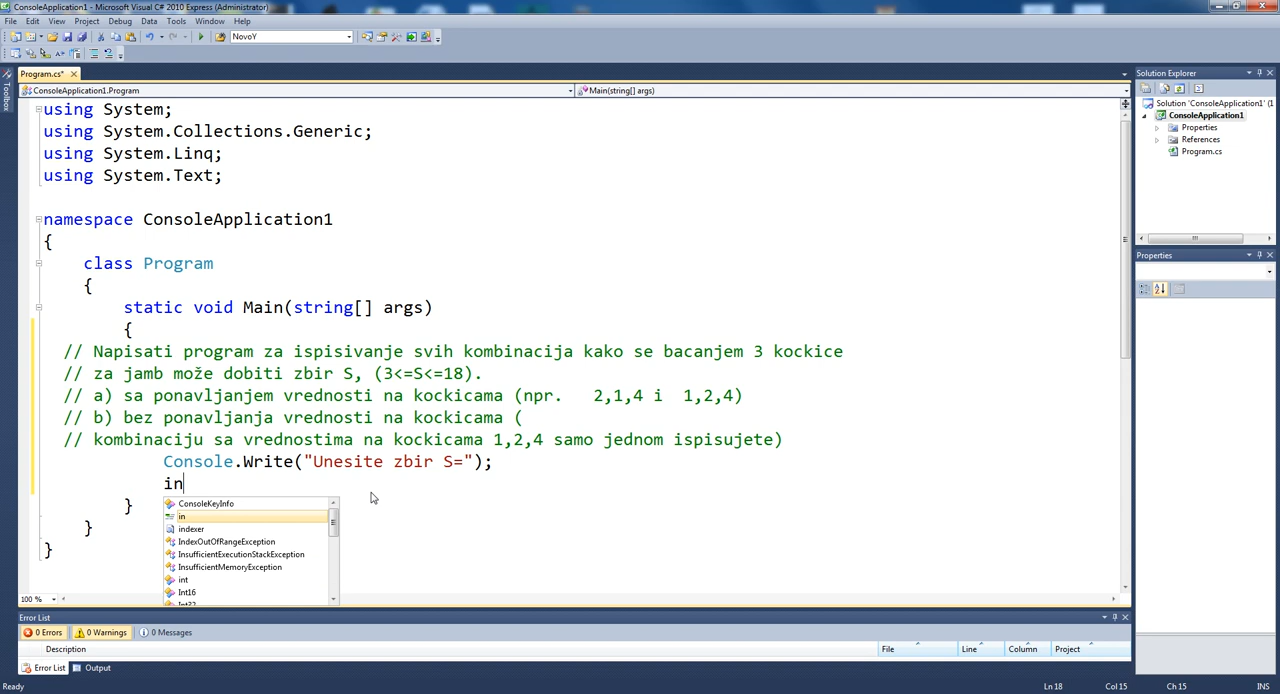 ConsoleApplication1 - Microsoft Visual C# 2010 Express (Administrator)
File Edit View Project Debug Data Tools Window Help
NovoY
Program.cs*
ConsoleApplication1.Program Main(string[] args)
using System;
using System.Collections.Generic;
using System.Linq;
using System.Text;
namespace ConsoleApplication1
{
class Program
{
static void Main(string[] args)
{
// Napisati program za ispisivanje svih kombinacija kako se bacanjem 3 kockice
// za jamb može dobiti zbir S, (3<=S<=18).
// a) sa ponavljanjem vrednosti na kockicama (npr. 2,1,4 i 1,2,4)
// b) bez ponavljanja vrednosti na kockicama (
// kombinaciju sa vrednostima na kockicama 1,2,4 samo jednom ispisujete)
Console.Write("Unesite zbir S=");
in
}
}
}
ConsoleKeyInfo
in
indexer
IndexOutOfRangeException
InsufficientExecutionStackException
InsufficientMemoryException
int
Int16
Int32
100 %
Toolbox
Solution Explorer
Solution 'ConsoleApplication1' (1
ConsoleApplication1
Properties
References
Program.cs
Properties
Error List
0 Errors 0 Warnings 0 Messages
Description File Line Column Project
Error List Output
Ready Ln 18 Col 15 Ch 15 INS